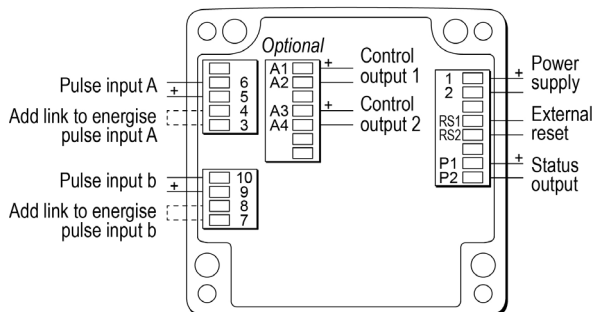 Optional
Pulse input A
+
6
5
Add link to energise
pulse input A
4
3
A1
A2
A3
A4
+
Control
output 1
+
Control
output 2
1
2
RS1
RS2
P1
P2
+
Power
supply
External
reset
+
Status
output
Pulse input b
+
10
9
Add link to energise
pulse input b
8
7